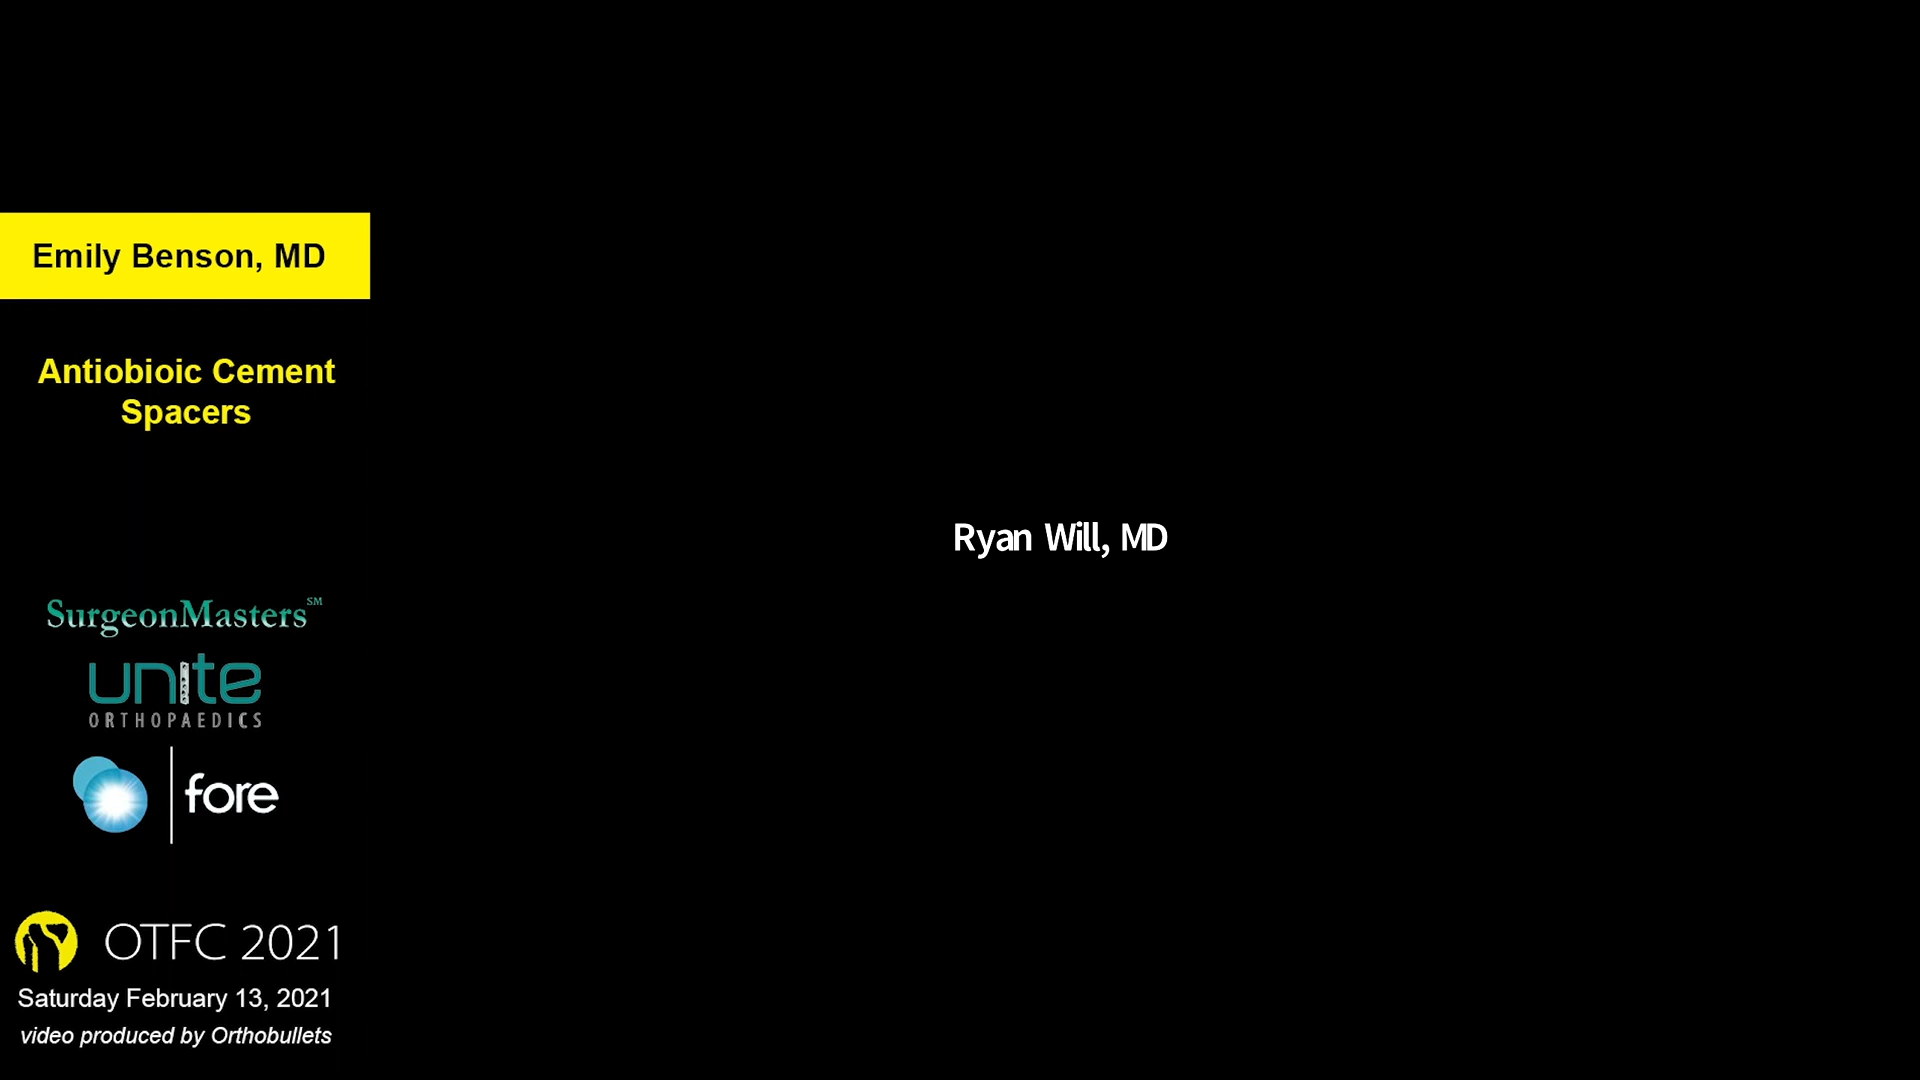 Emily Benson, MD
Antiobioic Cement
Spacers
Ryan Will, MD
SurgeonMasters℠
unite
ORTHOPAEDICS
fore
OTFC 2021
Saturday February 13, 2021
video produced by Orthobullets